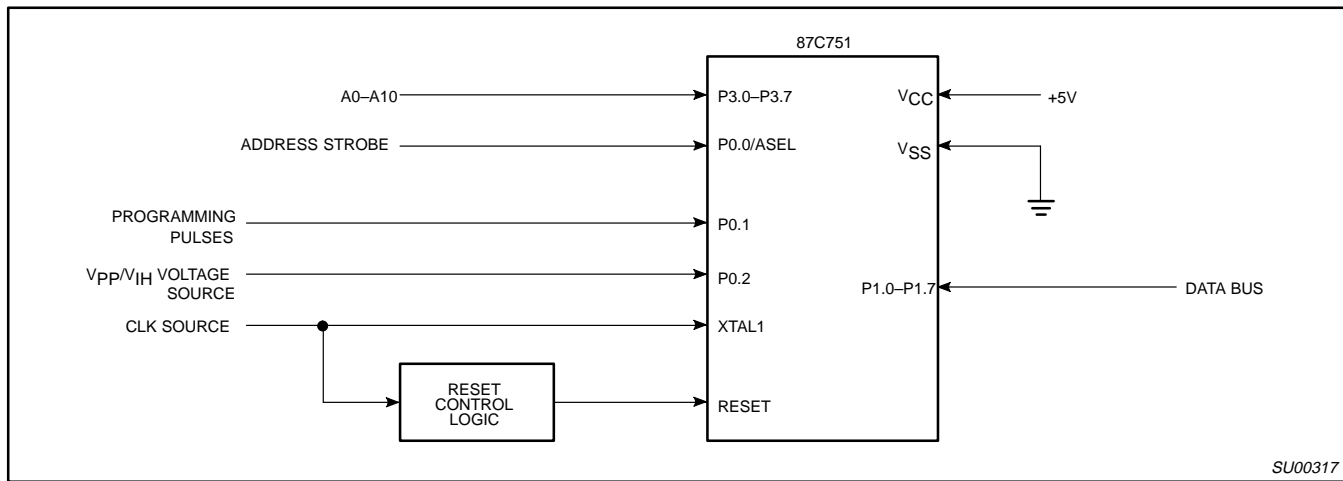 87C751
A0–A10
P3.0–P3.7
VCC
+5V
ADDRESS STROBE
P0.0/ASEL
VSS
PROGRAMMING
PULSES
P0.1
VPP/VIH VOLTAGE
SOURCE
P0.2
P1.0–P1.7
DATA BUS
CLK SOURCE
XTAL1
RESET
CONTROL
LOGIC
RESET
SU00317